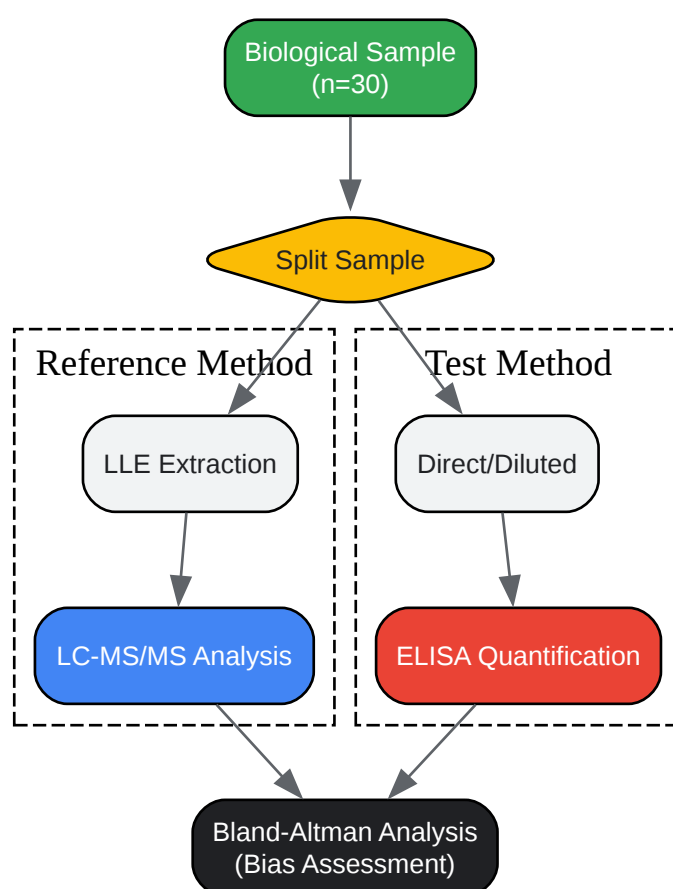 Biological Sample
(n=30)
Split Sample
Reference Method
Test Method
LLE Extraction
Direct/Diluted
LC-MS/MS Analysis
ELISA Quantification
Bland-Altman Analysis
(Bias Assessment)